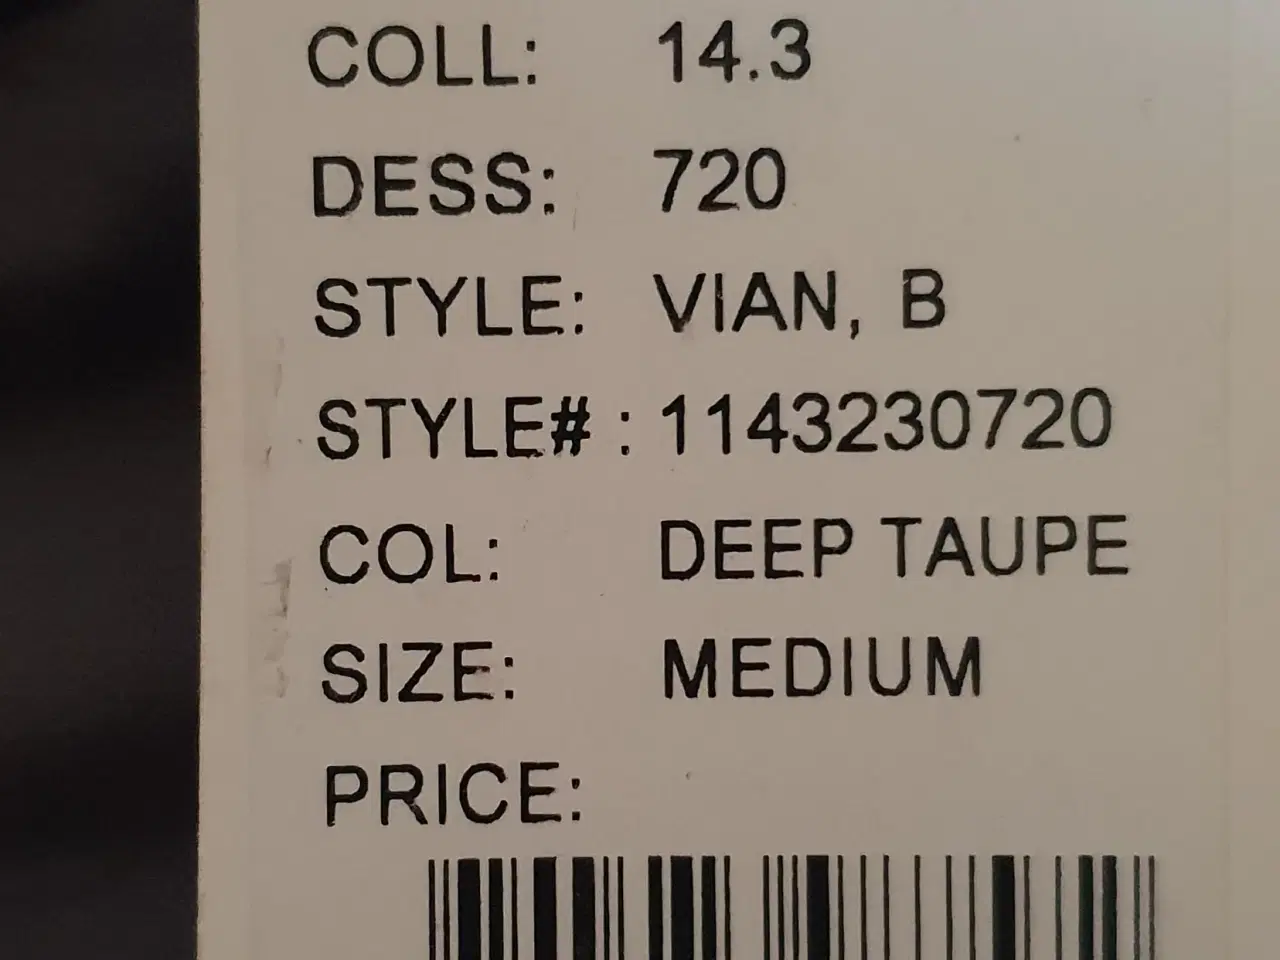 COLL: 14.3
DESS: 720
STYLE: VIAN, B
STYLE# : 1143230720
COL: DEEP TAUPE
SIZE: MEDIUM
PRICE: